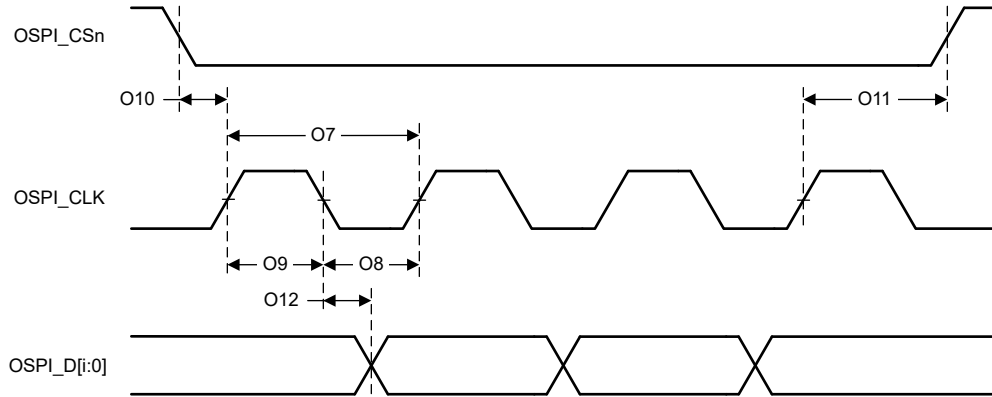 OSPI_CSn
O10
O11
O7
OSPI_CLK
O9
O8
O12
OSPI_D[i:0]